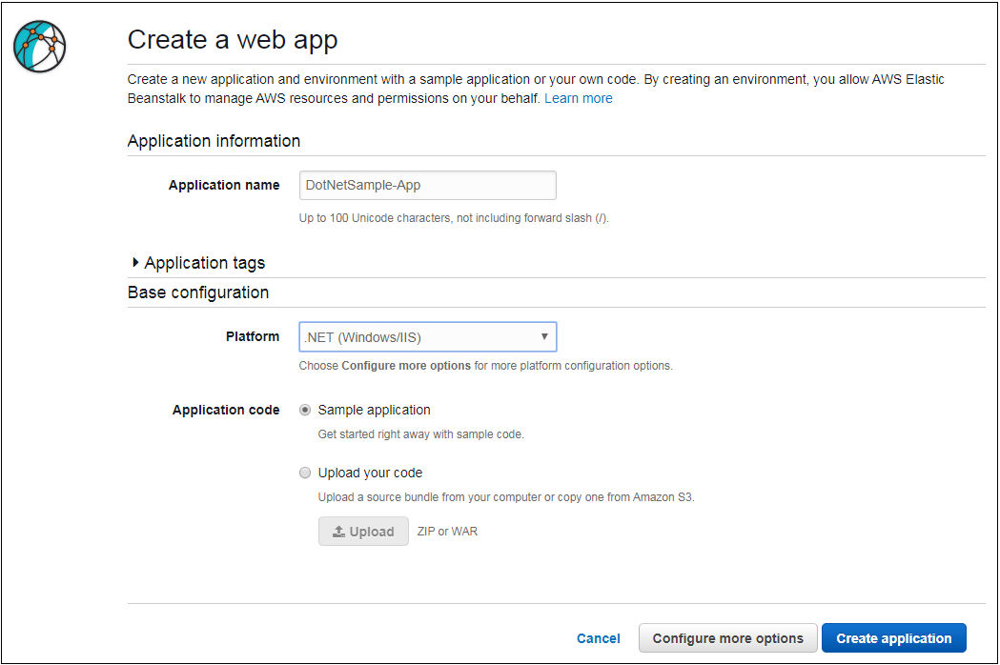 Create a web app
Create a new application and environment with a sample application or your own code. By creating an environment, you allow AWS Elastic
Beanstalk to manage AWS resources and permissions on your behalf. Learn more
Application information
Application name DotNetSample-App
Up to 100 Unicode characters, not including forward slash (/).
Application tags
Base configuration
Platform .NET (Windows/IIS)
Choose Configure more options for more platform configuration options.
Application code Sample application
Get started right away with sample code.
Upload your code
Upload a source bundle from your computer or copy one from Amazon S3.
Upload ZIP or WAR
Cancel Configure more options Create application